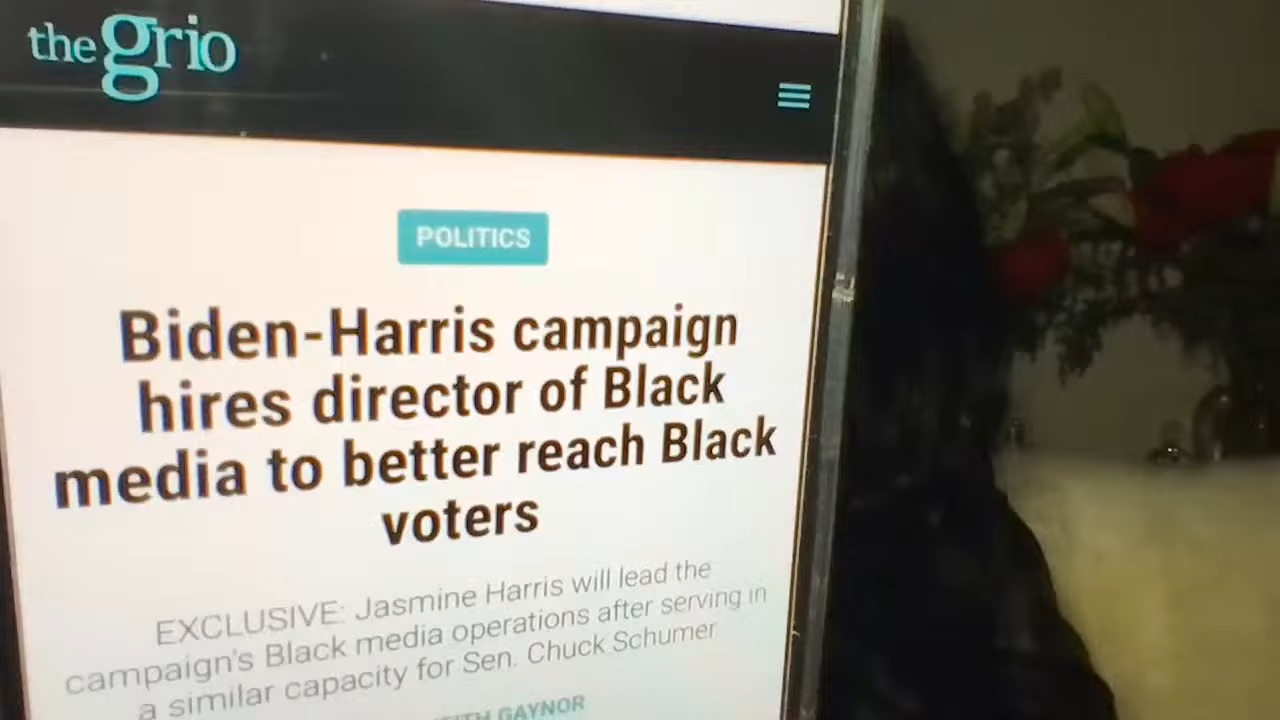 thegrio
POLITICS
Biden-Harris campaign
hires director of Black
media to better reach Black
voters
EXCLUSIVE: Jasmine Harris will lead the
campaign's Black media operations after serving in
a similar capacity for Sen. Chuck Schumer
GAYNOR